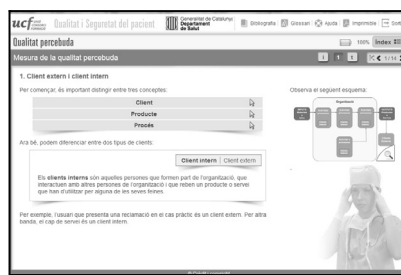 ucf
Qualitat i Seguretat del pacient
Generalitat de Catalunya
Departament
de Salut
Bibliografia
Glossari
Ajuda
Imprimible
Sortir
Qualitat percebuda
100%
Index
Mesura de la qualitat percebuda
1 / 14
1. Client extern i client intern
Per començar, és important distingir entre tres conceptes.
Client
Producte
Procés
Ara bé, podem diferenciar entre dos tipus de clients:
Client intern | Client extern
Els clients interns són aquelles persones que formen part de l'organització, que
interactuen amb altres persones de l'organització i que reben un producte o servei
que han d'utilitzar per alguna de les seves feines.
Per exemple, l'usuari que presenta una reclamació en el cas pràctic és un client extern. Per altra
banda, el cap de servei és un client intern.
Observa el següent esquema:
Organització